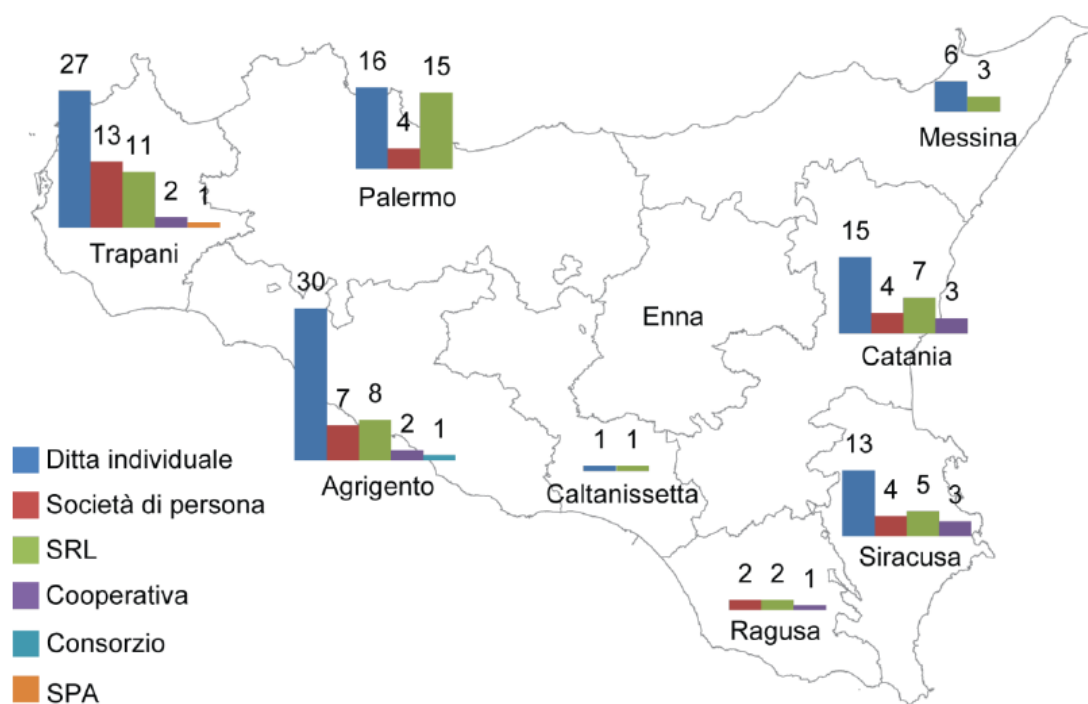 27
13
11
2
1
Trapani
16
4
15
Palermo
6
3
Messina
30
7
8
2
1
Agrigento
Enna
15
4
7
3
Catania
1
1
Caltanissetta
13
4
5
3
Siracusa
2
2
1
Ragusa
Ditta individuale
Società di persona
SRL
Cooperativa
Consorzio
SPA